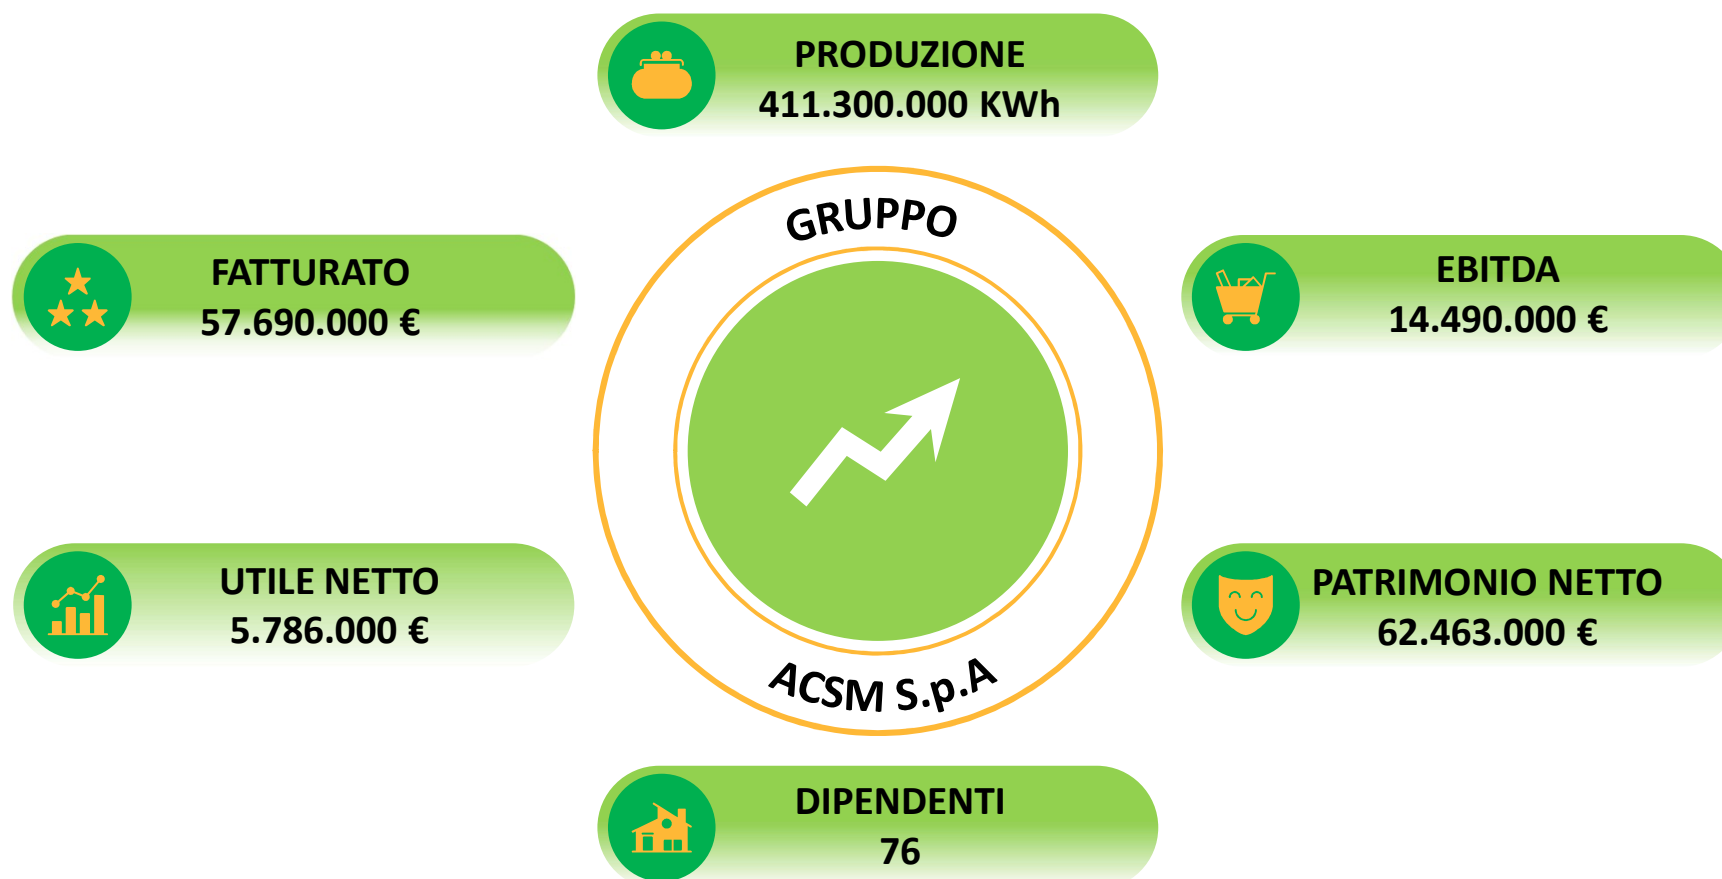 PRODUZIONE
411.300.000 KWh
GRUPPO
FATTURATO
57.690.000 €
EBITDA
14.490.000 €
UTILE NETTO
5.786.000 €
PATRIMONIO NETTO
62.463.000 €
ACSM S.p.A
DIPENDENTI
76